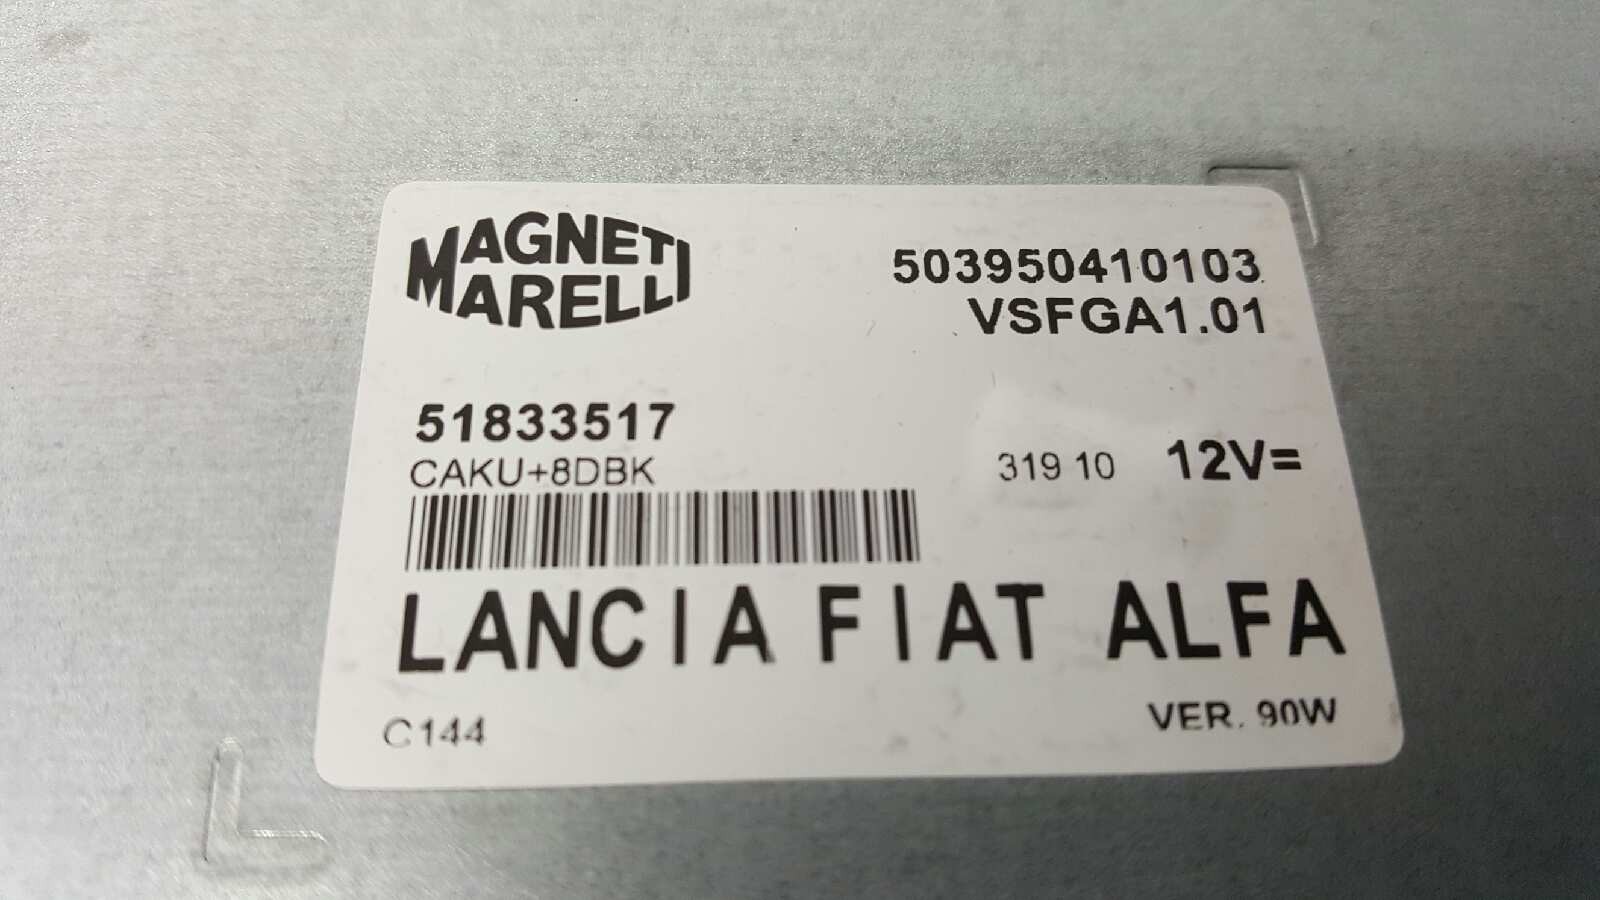 MAGNETI
MARELLI
503950410103
VSFGA1.01
51833517
CAKU+8DBK
319 10 12V=
LANCIA FIAT ALFA
C144
VER. 90W